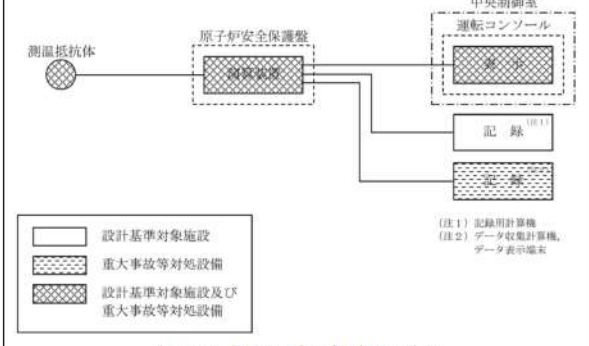 中央制御室
運転コンソール
原子炉安全保護盤
測温抵抗体
演算装置
表 示
記 録 (注1)
記 録
(注1) 記録用計算機
(注2) データ収集計算機,
データ表示端末
設計基準対象施設
重大事故等対処設備
設計基準対象施設及び
重大事故等対処設備